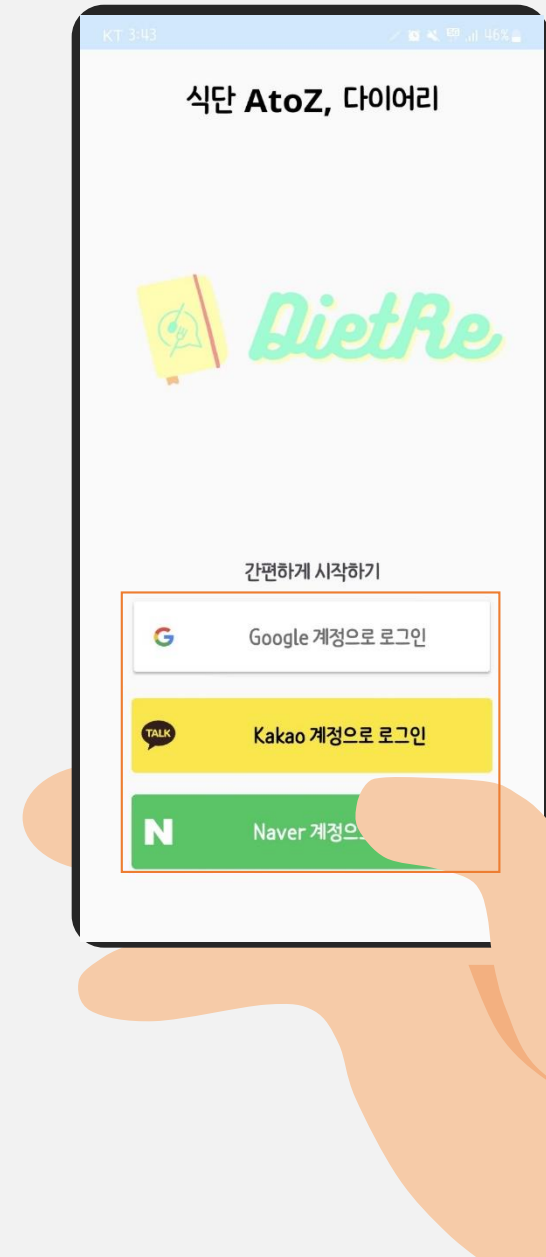 KT 3:43 46%
식단 AtoZ, 다이어리
DietRe
간편하게 시작하기
G Google 계정으로 로그인
TALK Kakao 계정으로 로그인
N Naver 계정으